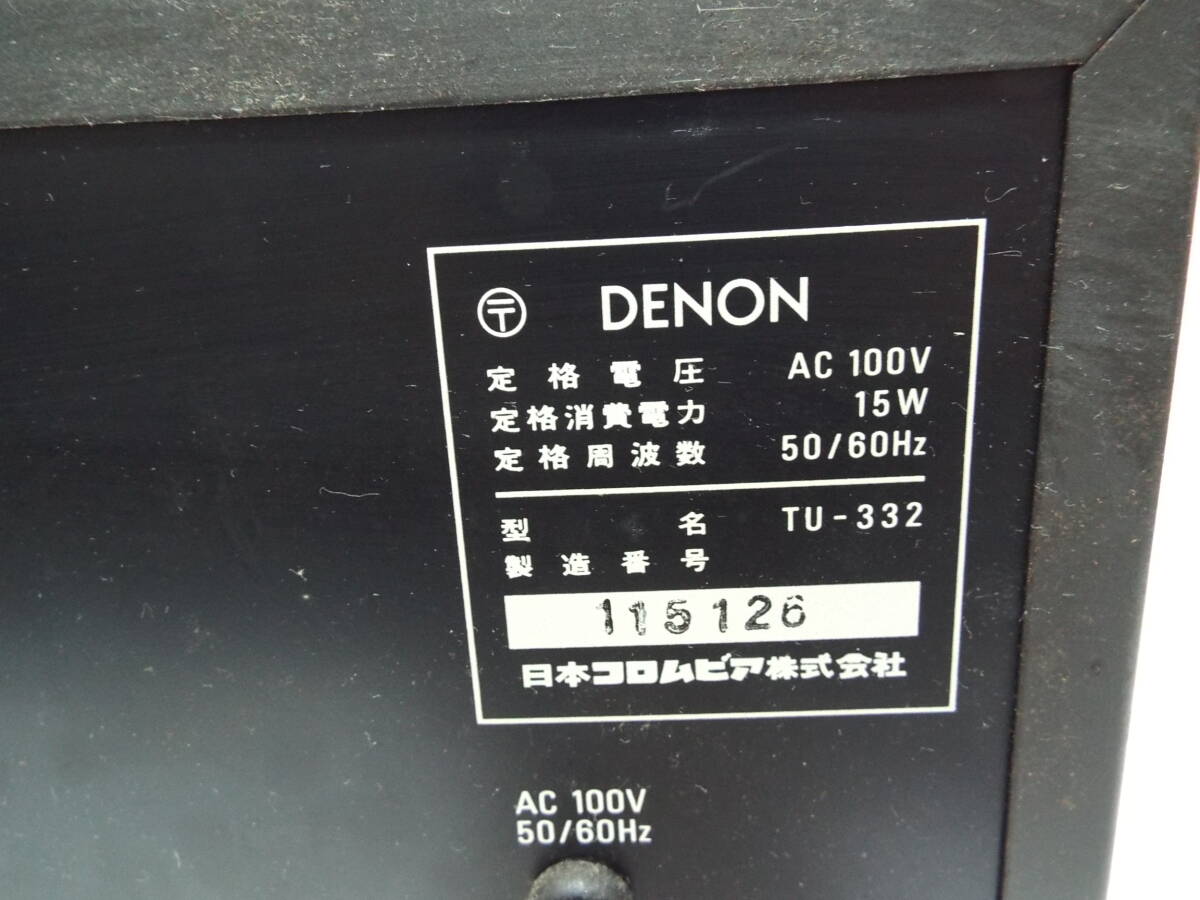 〒 DENON
定格電圧 AC 100V
定格消費電力 15W
定格周波数 50/60Hz
型名 TU-332
製造番号
115126
日本コロムビア株式会社
AC 100V
50/60Hz